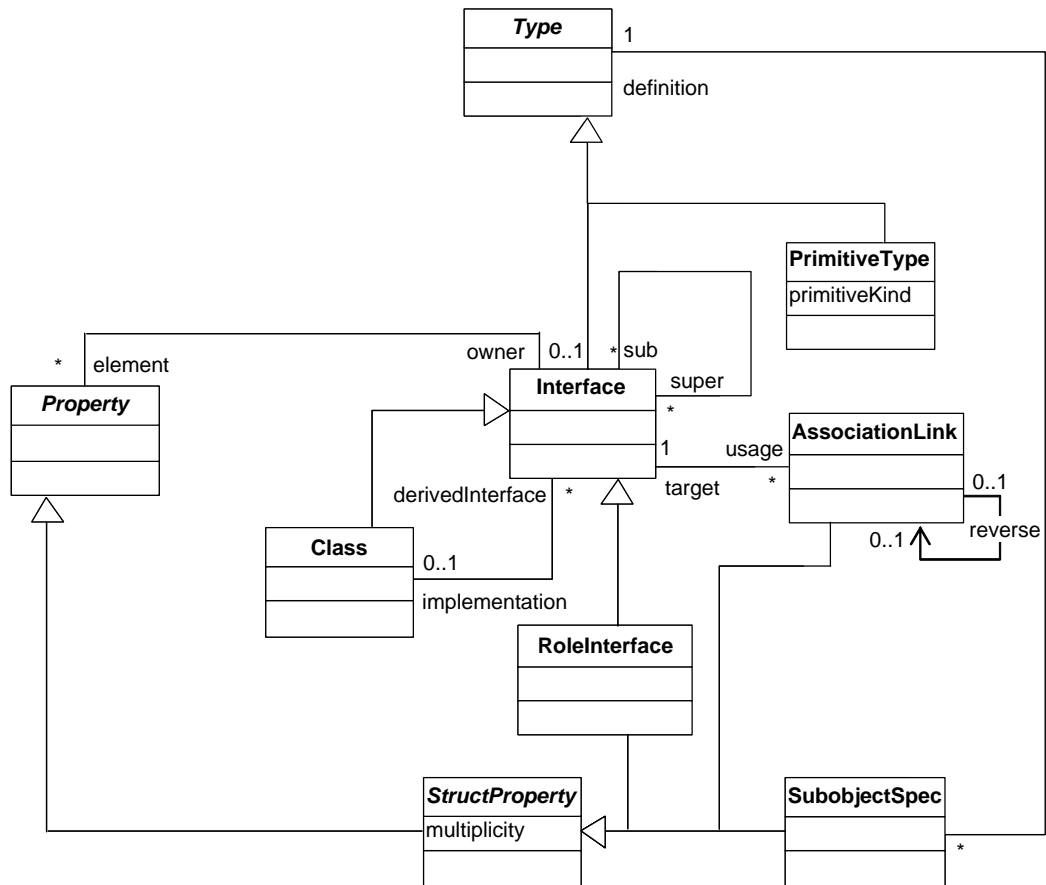 Type
1
definition
PrimitiveType
primitiveKind
* element
owner
0..1
* sub
super
*
Property
Interface
AssociationLink
1
usage
target
*
0..1
0..1
reverse
derivedInterface
*
Class
0..1
implementation
RoleInterface
StructProperty
multiplicity
SubobjectSpec
*